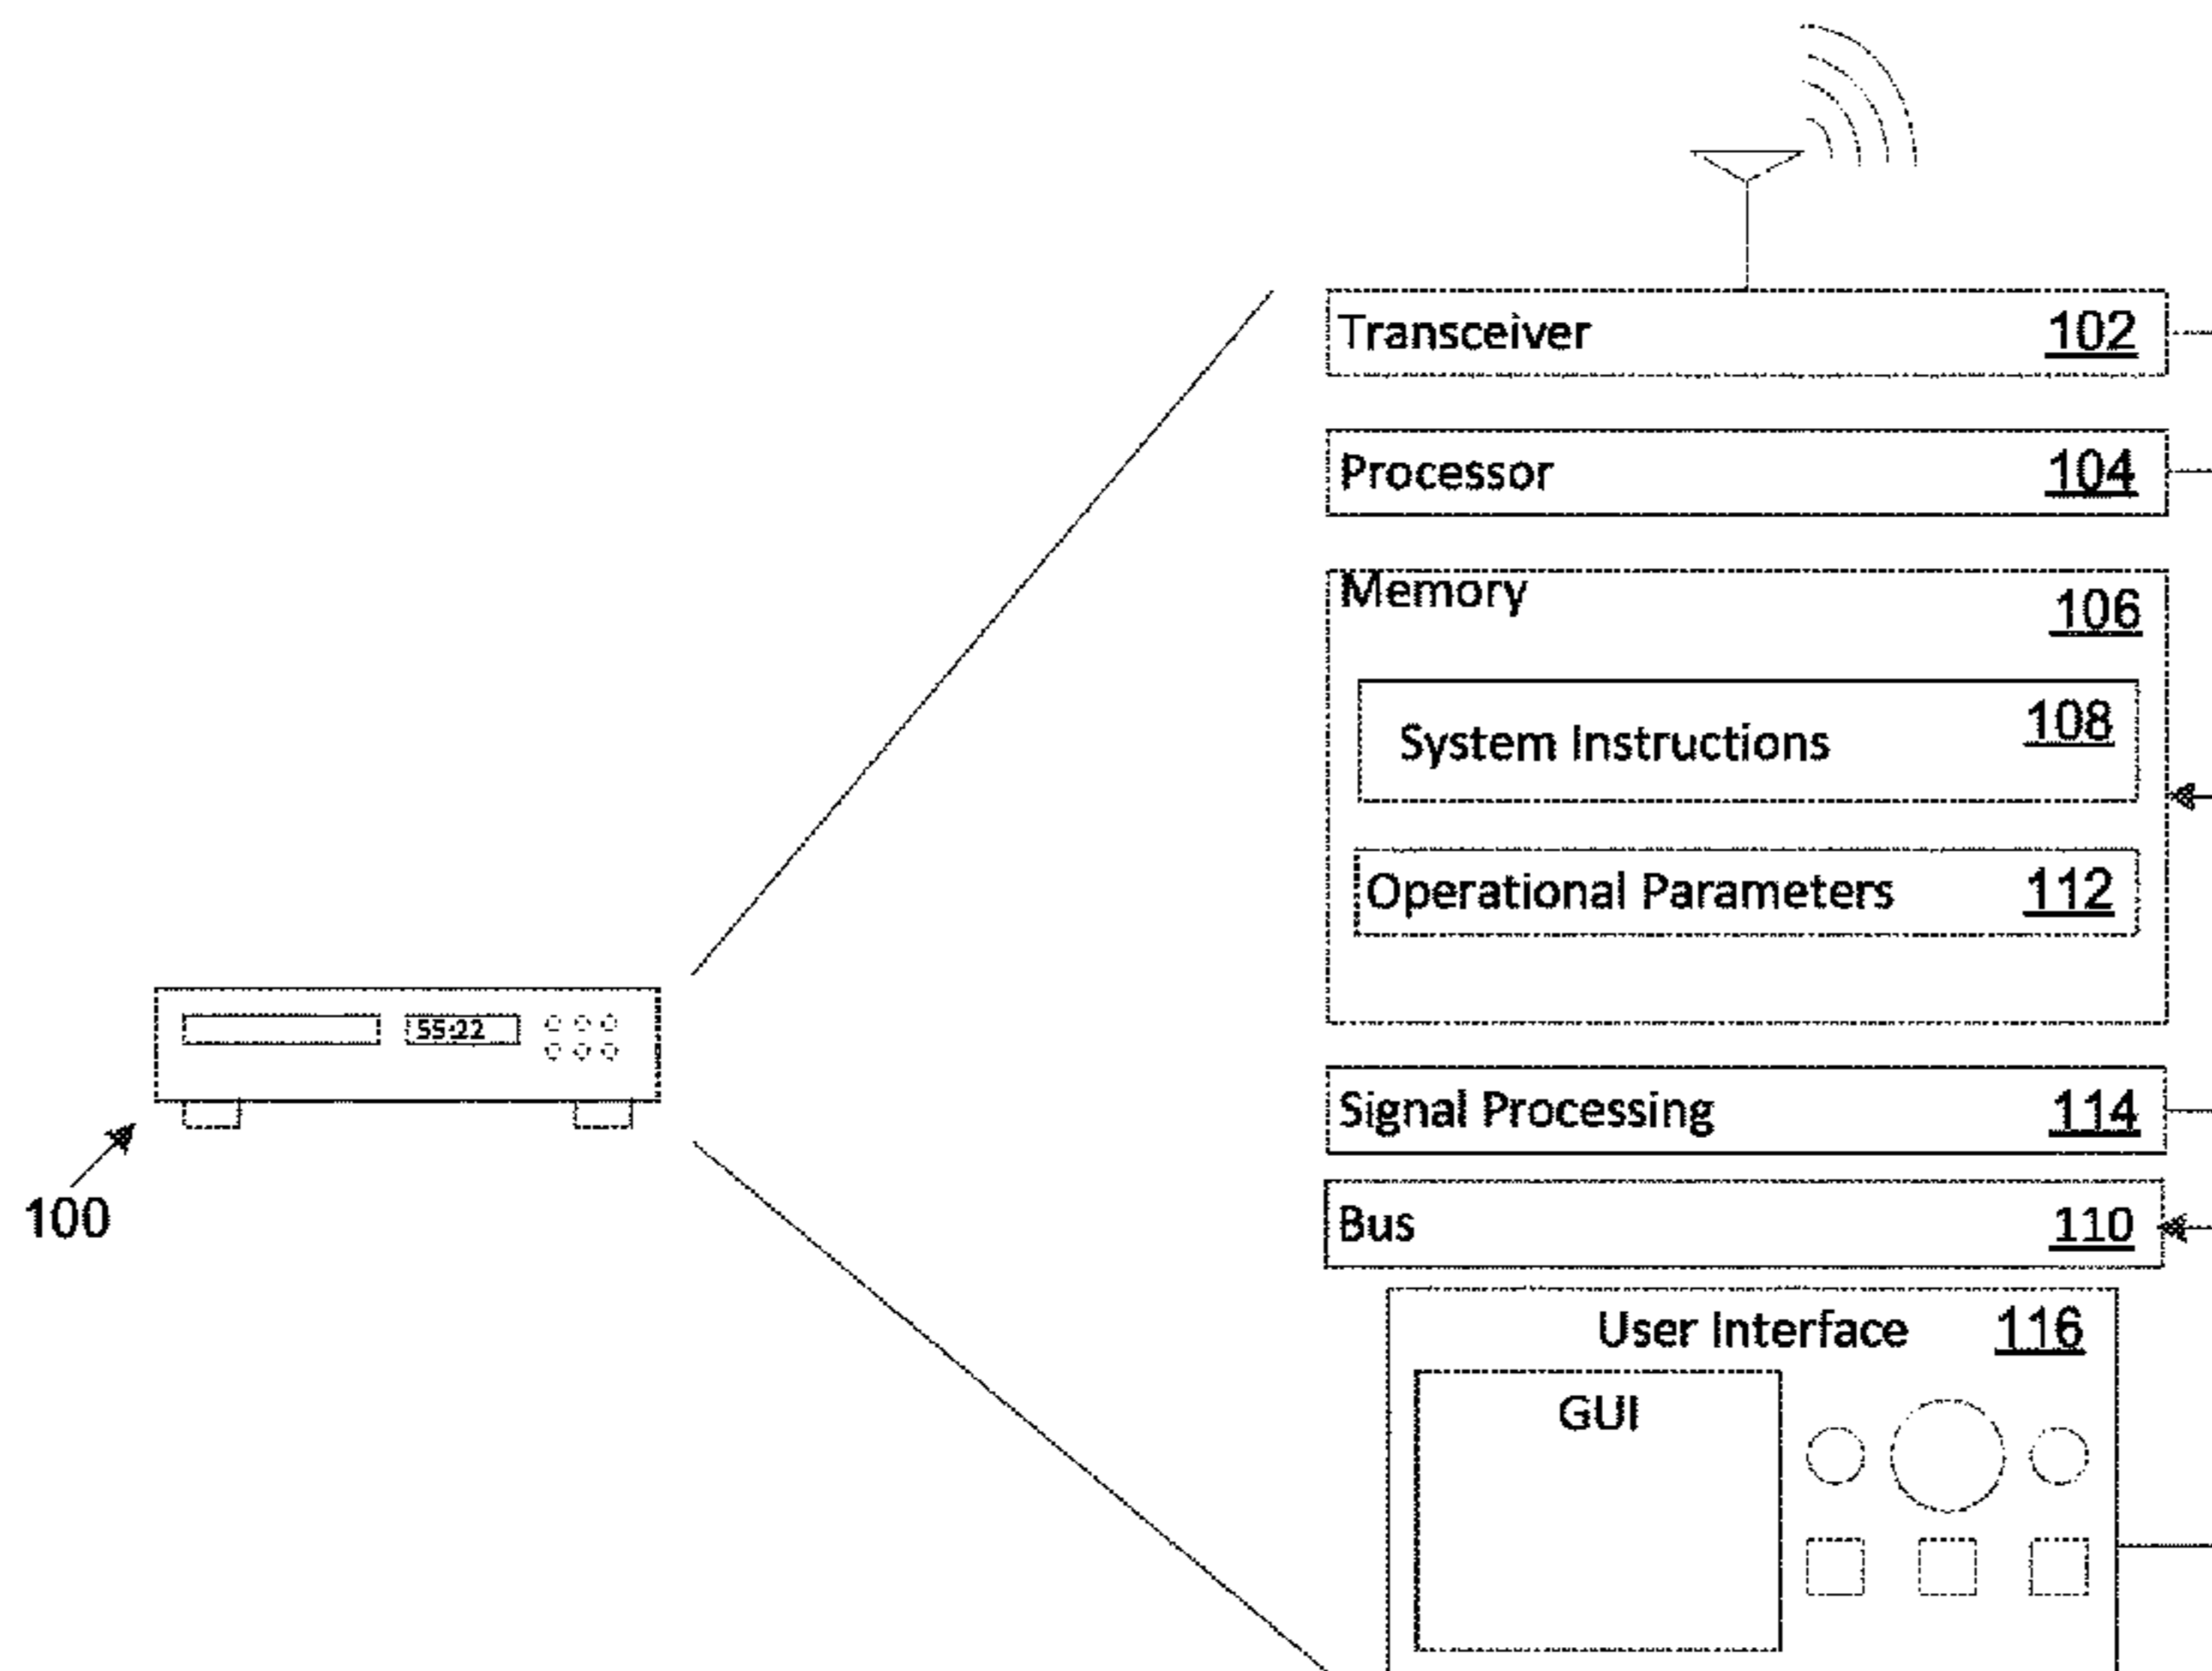 Transceiver 102
Processor 104
Memory 106
System Instructions 108
Operational Parameters 112
55:22
Signal Processing 114
100
Bus 110
User Interface 116
GUI